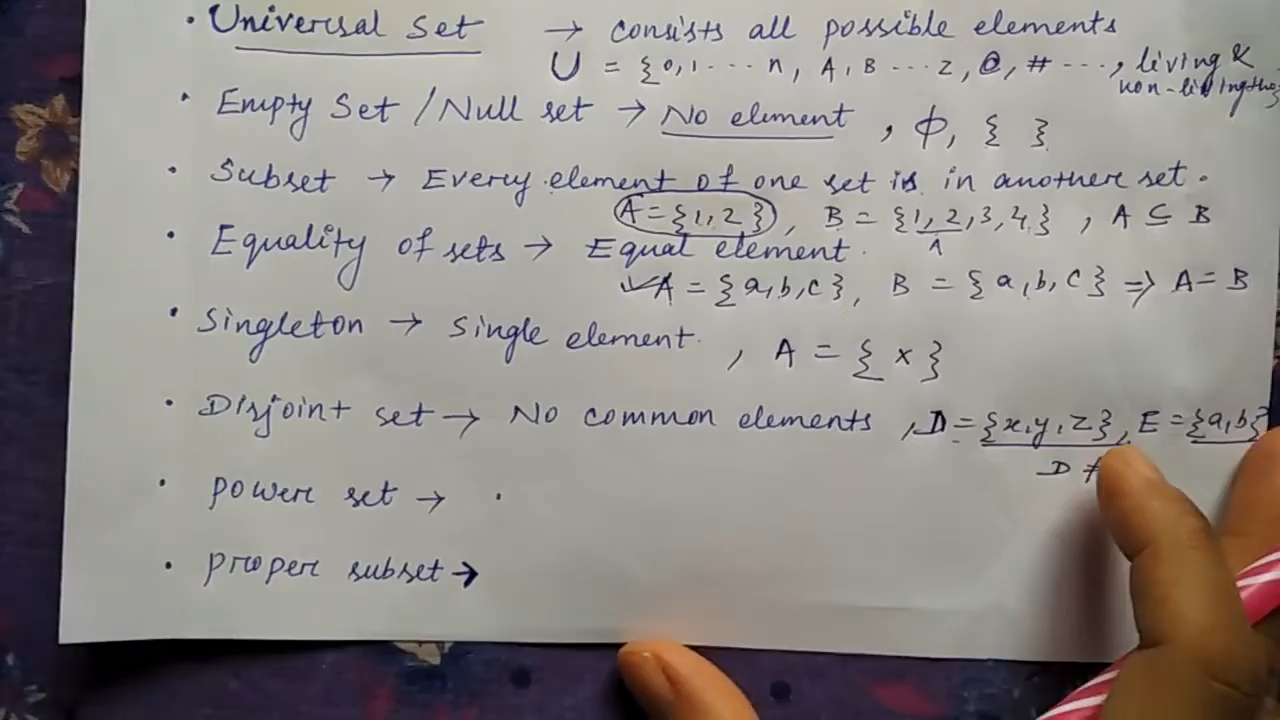 • Universal Set → consists all possible elements
U = {0,1 ---- n, A, B --- z, @, # ----, living &
non-living
• Empty Set / Null set → No element , ϕ, { }
• Subset → Every element of one set is in another set.
A = {1,2}, B = {1,2,3,4} , A ⊆ B
A
• Equality of sets → Equal element.
✓A = {a,b,c}, B = {a,b,c} ⇒ A = B
• Singleton → single element , A = {x}
• Disjoint set → No common elements , D = {x,y,z}, E = {a,b}
D ≠
• power set → •
• proper subset →